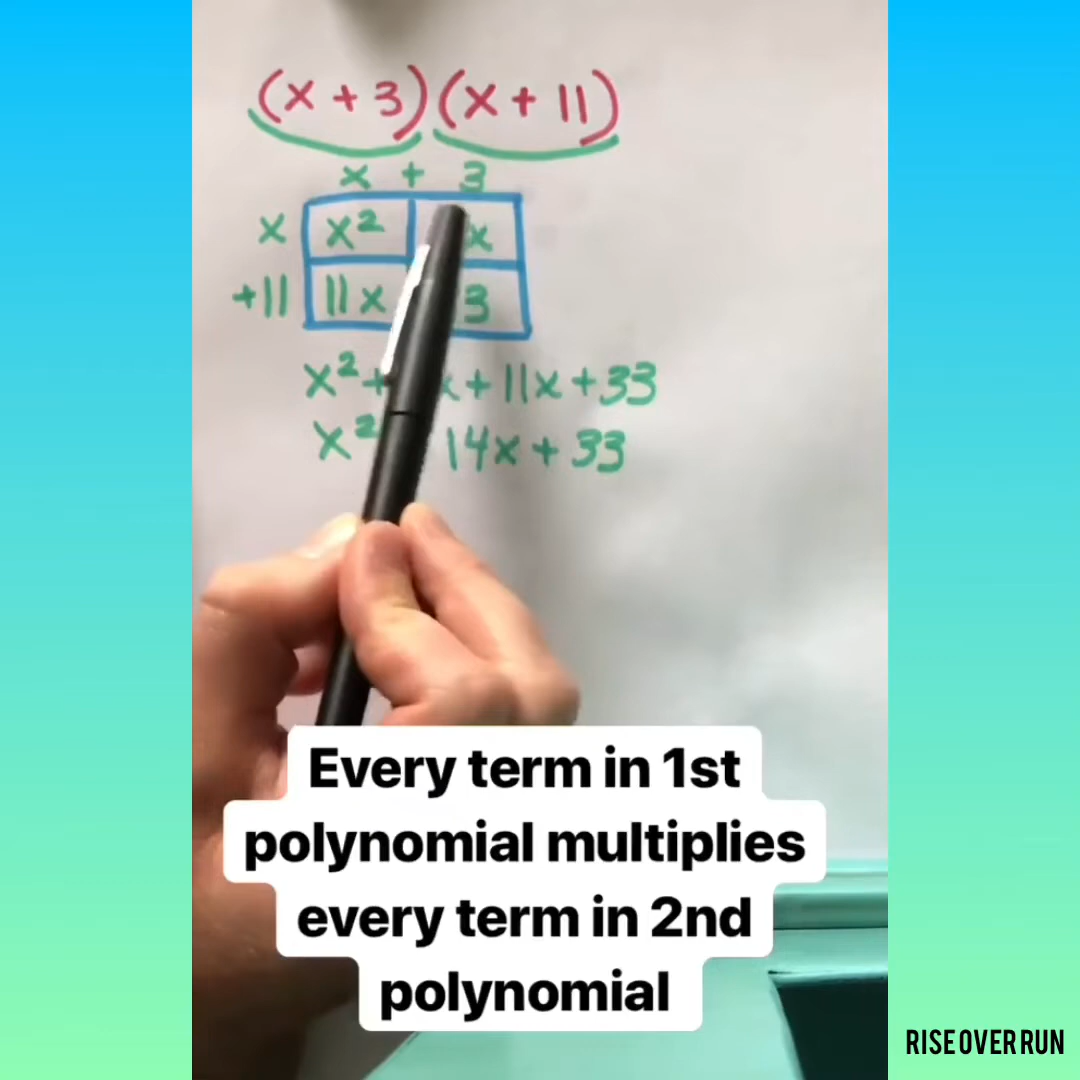 (x + 3)(x + 11)
x + 3
x x² x
+11 11x 3
x² + x + 11x + 33
x² 14x + 33
Every term in 1st
polynomial multiplies
every term in 2nd
polynomial
RISE OVER RUN